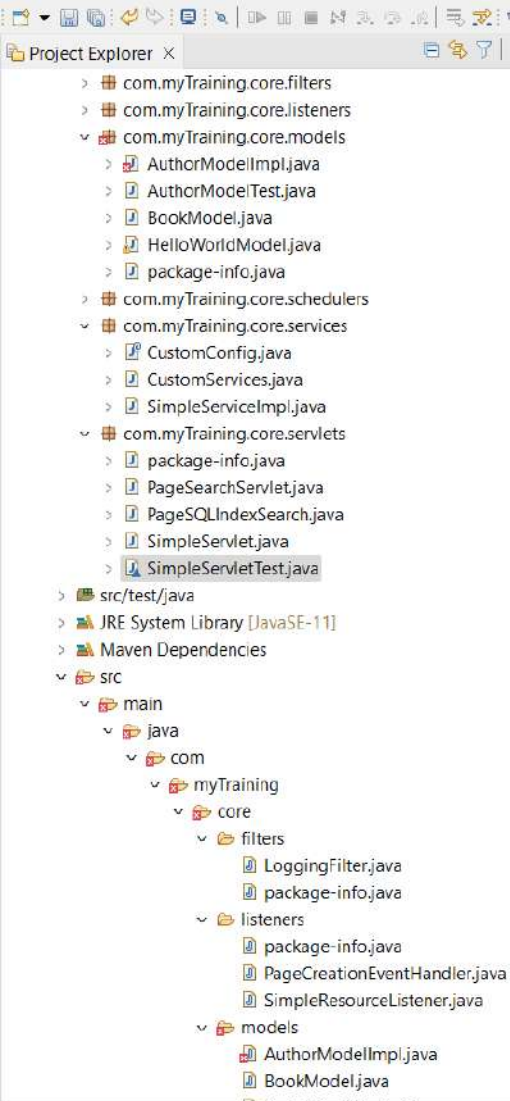 Project Explorer ×
com.myTraining.core.filters
com.myTraining.core.listeners
com.myTraining.core.models
AuthorModelImpl.java
AuthorModelTest.java
BookModel.java
HelloWorldModel.java
package-info.java
com.myTraining.core.schedulers
com.myTraining.core.services
CustomConfig.java
CustomServices.java
SimpleServiceImpl.java
com.myTraining.core.servlets
package-info.java
PageSearchServlet.java
PageSQLIndexSearch.java
SimpleServlet.java
SimpleServletTest.java
src/test/java
JRE System Library [JavaSE-11]
Maven Dependencies
src
main
java
com
myTraining
core
filters
LoggingFilter.java
package-info.java
listeners
package-info.java
PageCreationEventHandler.java
SimpleResourceListener.java
models
AuthorModelImpl.java
BookModel.java